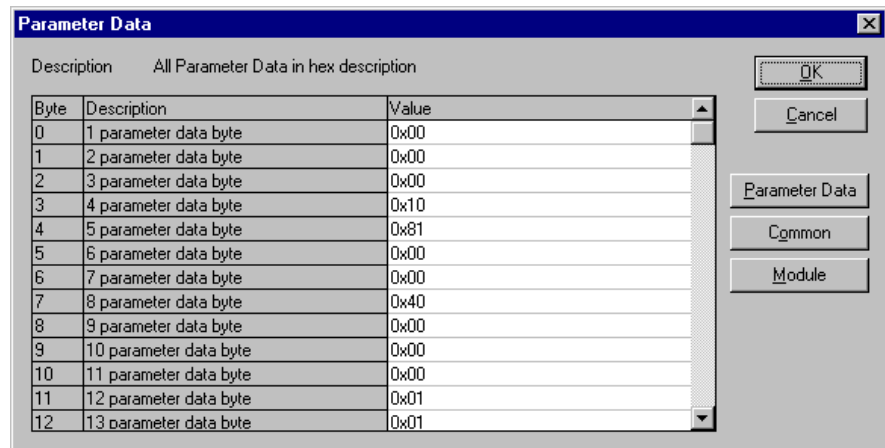 Parameter Data
Description All Parameter Data in hex description
OK
Cancel
Parameter Data
Common
Module
Byte Description Value
0 1 parameter data byte 0x00
1 2 parameter data byte 0x00
2 3 parameter data byte 0x00
3 4 parameter data byte 0x10
4 5 parameter data byte 0x81
5 6 parameter data byte 0x00
6 7 parameter data byte 0x00
7 8 parameter data byte 0x40
8 9 parameter data byte 0x00
9 10 parameter data byte 0x00
10 11 parameter data byte 0x00
11 12 parameter data byte 0x01
12 13 parameter data byte 0x01